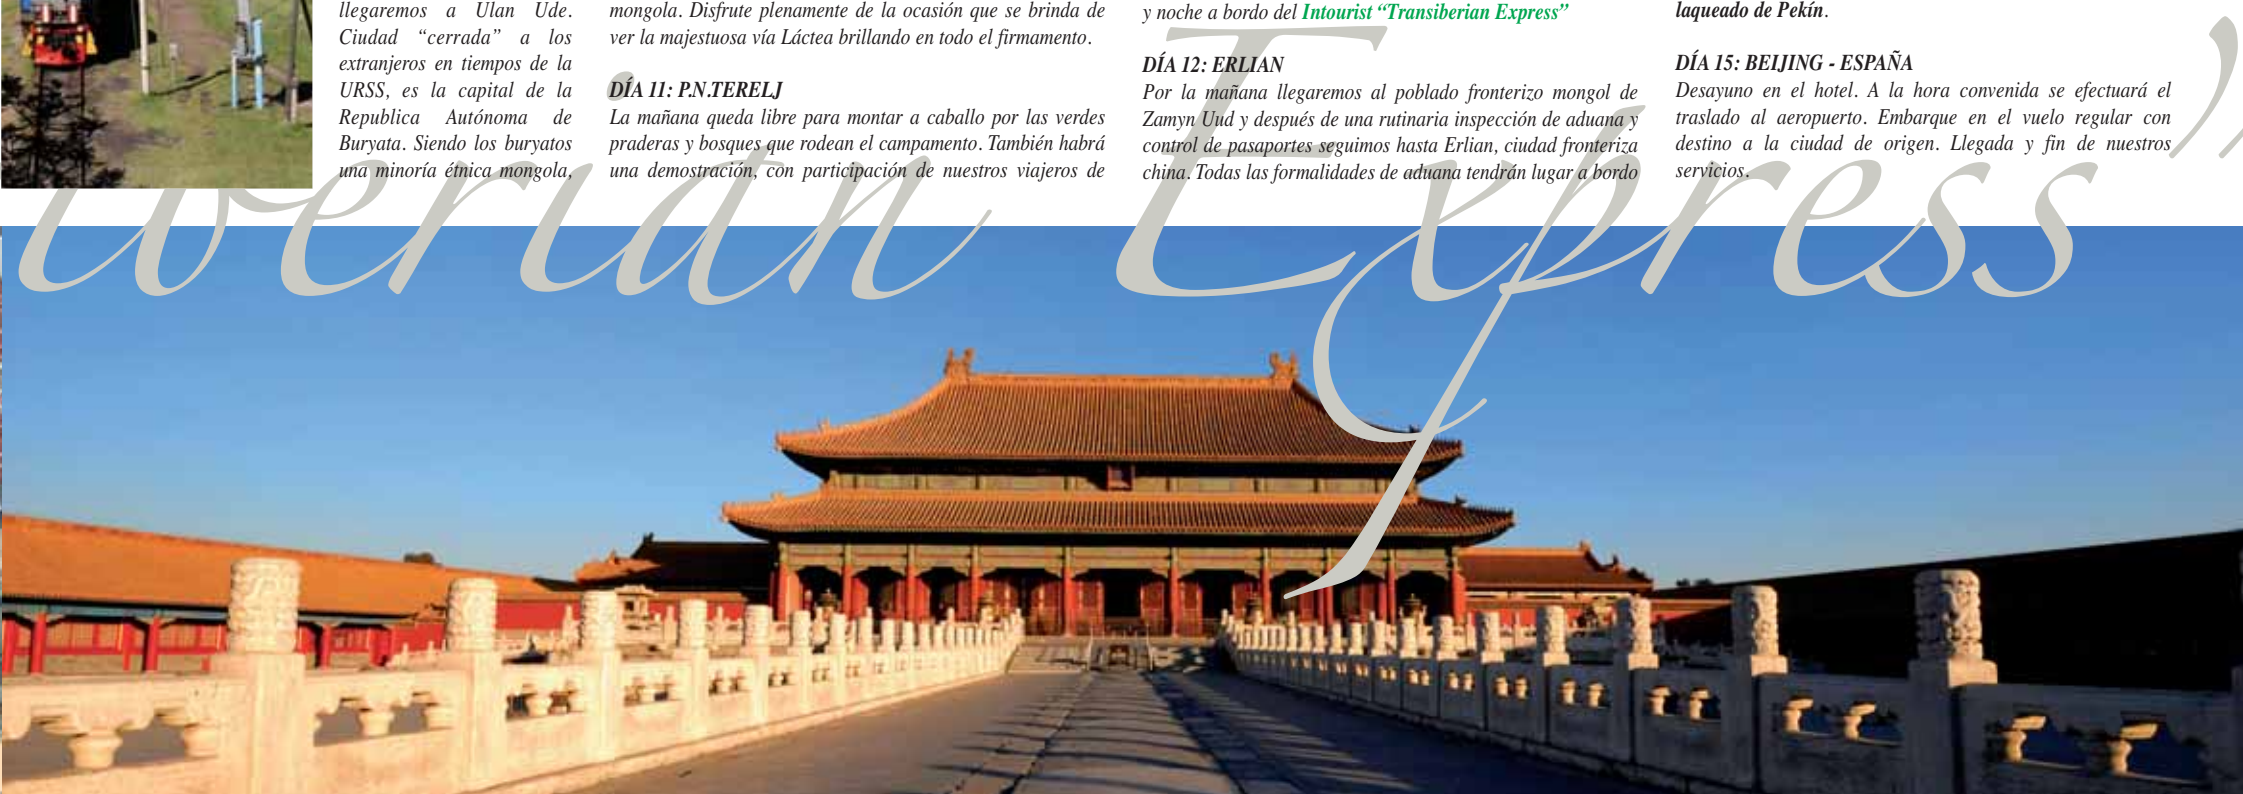 llegaremos a Ulan Ude.
Ciudad “cerrada” a los
extranjeros en tiempos de la
URSS, es la capital de la
Republica Autónoma de
Buryata. Siendo los buryatos
una minoría étnica mongola,
mongola. Disfrute plenamente de la ocasión que se brinda de
ver la majestuosa vía Láctea brillando en todo el firmamento.
DÍA 11: P.N.TERELJ
La mañana queda libre para montar a caballo por las verdes
praderas y bosques que rodean el campamento. También habrá
una demostración, con participación de nuestros viajeros de
y noche a bordo del Intourist “Transiberian Express”
DÍA 12: ERLIAN
Por la mañana llegaremos al poblado fronterizo mongol de
Zamyn Uud y después de una rutinaria inspección de aduana y
control de pasaportes seguimos hasta Erlian, ciudad fronteriza
china. Todas las formalidades de aduana tendrán lugar a bordo
laqueado de Pekín.
DÍA 15: BEIJING - ESPAÑA
Desayuno en el hotel. A la hora convenida se efectuará el
traslado al aeropuerto. Embarque en el vuelo regular con
destino a la ciudad de origen. Llegada y fin de nuestros
servicios.
iberian Express”